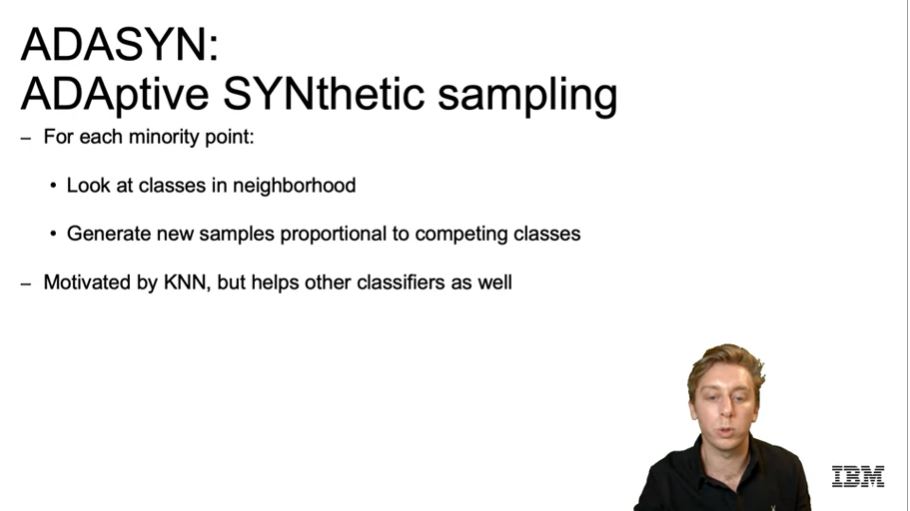 ADASYN:
ADAptive SYNthetic sampling
– For each minority point:
• Look at classes in neighborhood
• Generate new samples proportional to competing classes
– Motivated by KNN, but helps other classifiers as well
IBM